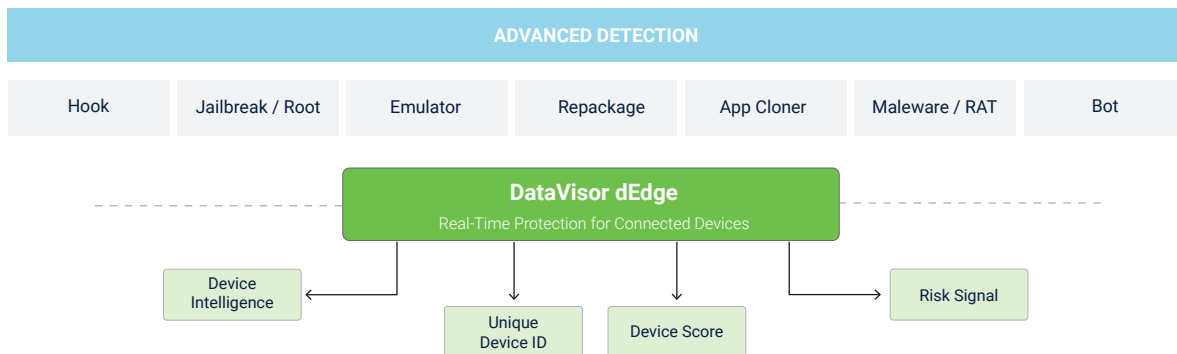 ADVANCED DETECTION
Hook
Jailbreak / Root
Emulator
Repackage
App Cloner
Maleware / RAT
Bot
DataVisor dEdge
Real-Time Protection for Connected Devices
Device
Intelligence
Unique
Device ID
Device Score
Risk Signal